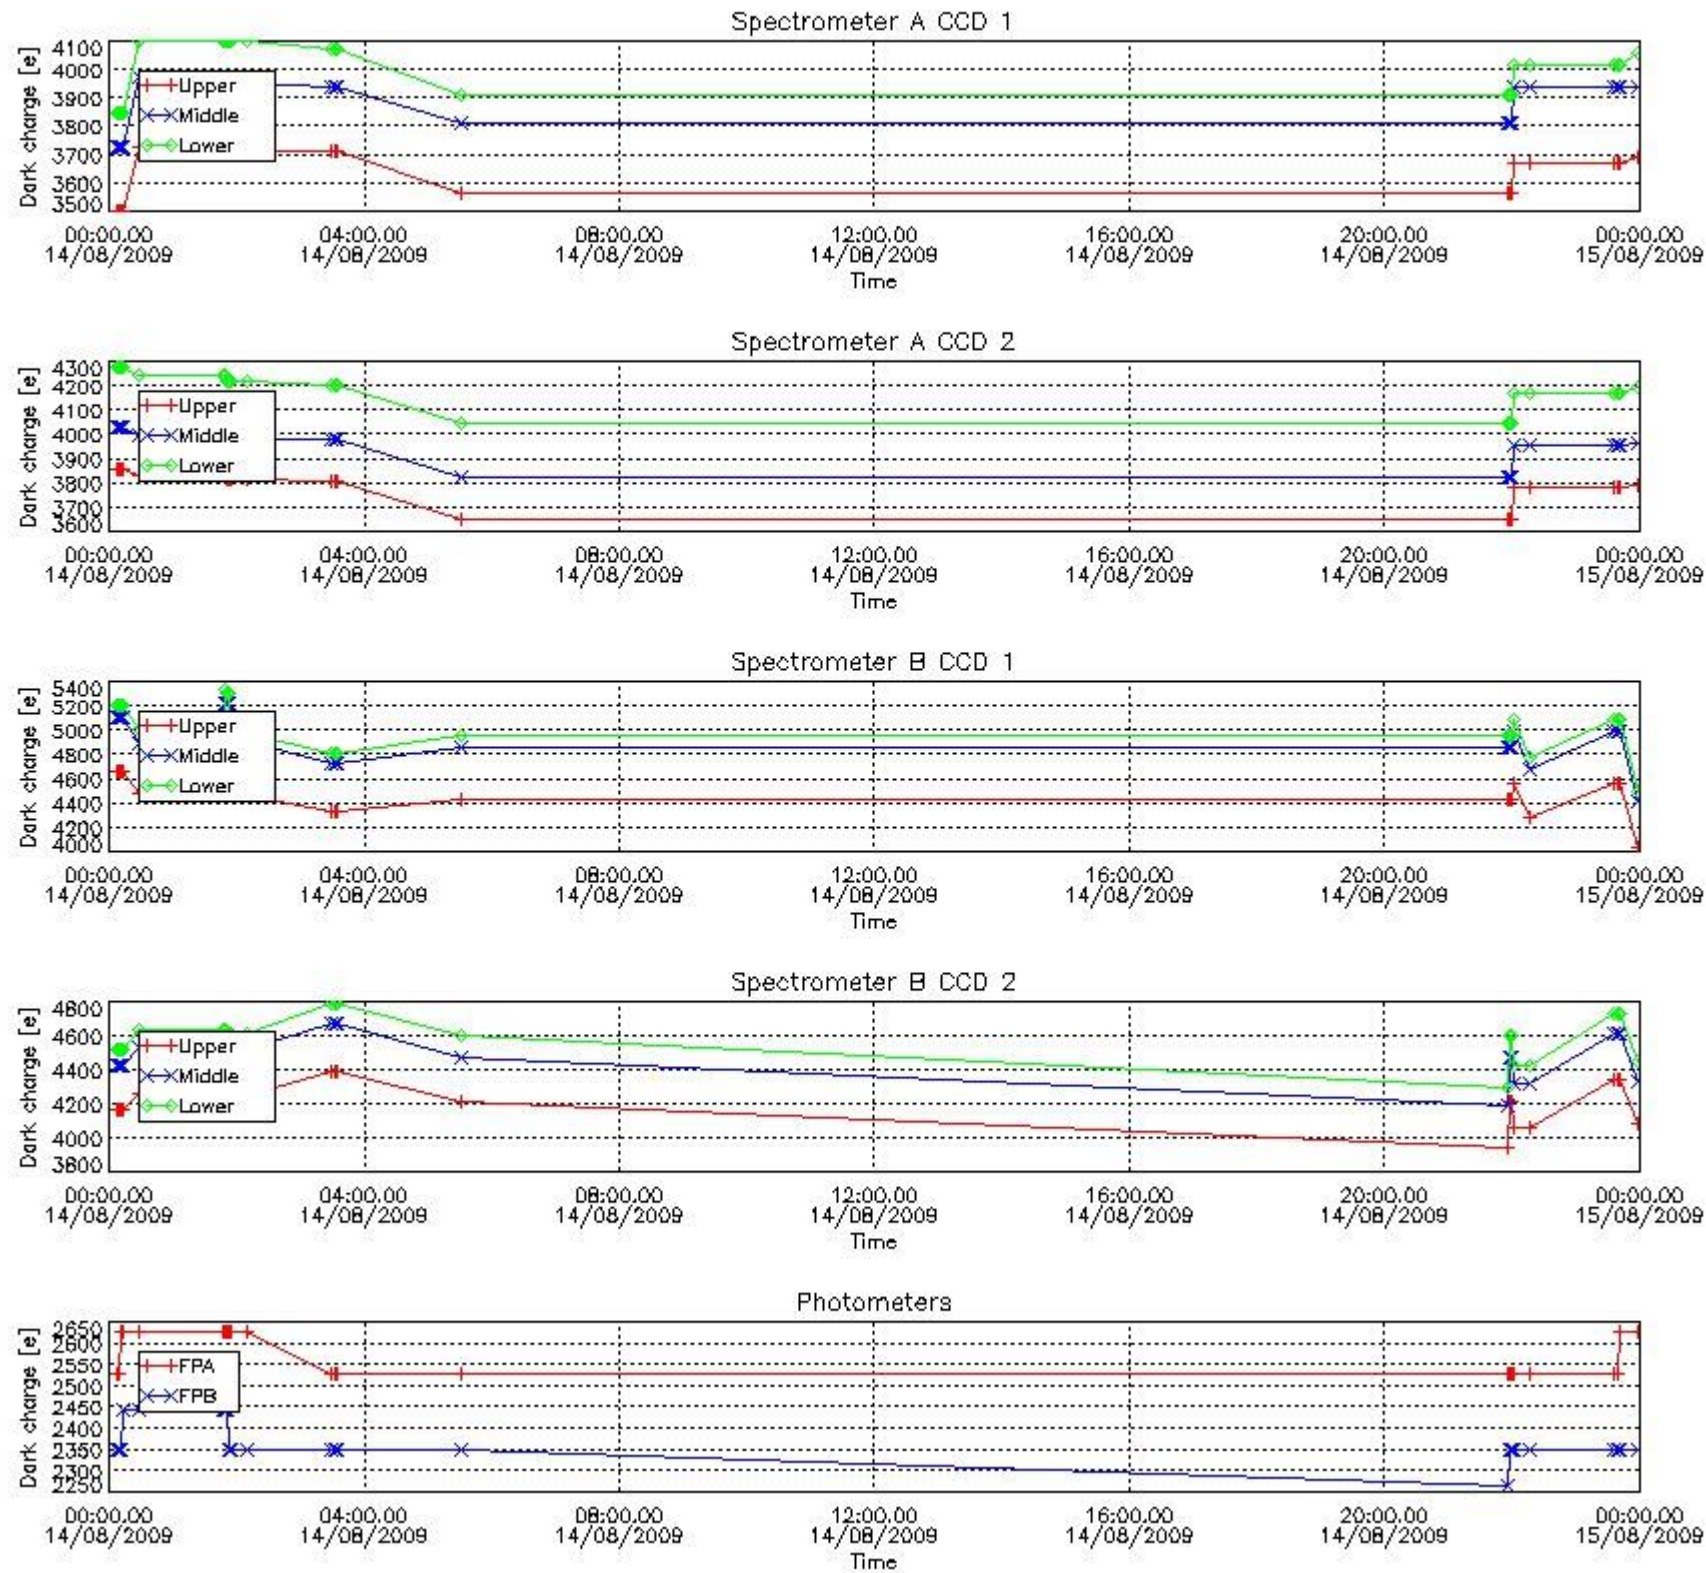 Spectrometer A CCD 1
Dark charge [e]
4100
4000
3900
3800
3700
3600
3500
Upper
Middle
Lower
00:00.00 04:00.00 08:00.00 12:00.00 16:00.00 20:00.00 00:00.00
14/08/2009 14/08/2009 14/08/2009 14/08/2009 14/08/2009 14/08/2009 15/08/2009
Time
Spectrometer A CCD 2
Dark charge [e]
4300
4200
4100
4000
3900
3800
3700
3600
Upper
Middle
Lower
00:00.00 04:00.00 08:00.00 12:00.00 16:00.00 20:00.00 00:00.00
14/08/2009 14/08/2009 14/08/2009 14/08/2009 14/08/2009 14/08/2009 15/08/2009
Time
Spectrometer B CCD 1
Dark charge [e]
5400
5200
5000
4800
4600
4400
4200
4000
Upper
Middle
Lower
00:00.00 04:00.00 08:00.00 12:00.00 16:00.00 20:00.00 00:00.00
14/08/2009 14/08/2009 14/08/2009 14/08/2009 14/08/2009 14/08/2009 15/08/2009
Time
Spectrometer B CCD 2
Dark charge [e]
4800
4600
4400
4200
4000
3800
Upper
Middle
Lower
00:00.00 04:00.00 08:00.00 12:00.00 16:00.00 20:00.00 00:00.00
14/08/2009 14/08/2009 14/08/2009 14/08/2009 14/08/2009 14/08/2009 15/08/2009
Time
Photometers
Dark charge [e]
2650
2600
2550
2500
2450
2400
2350
2300
2250
FPA
FPB
00:00.00 04:00.00 08:00.00 12:00.00 16:00.00 20:00.00 00:00.00
14/08/2009 14/08/2009 14/08/2009 14/08/2009 14/08/2009 14/08/2009 15/08/2009
Time